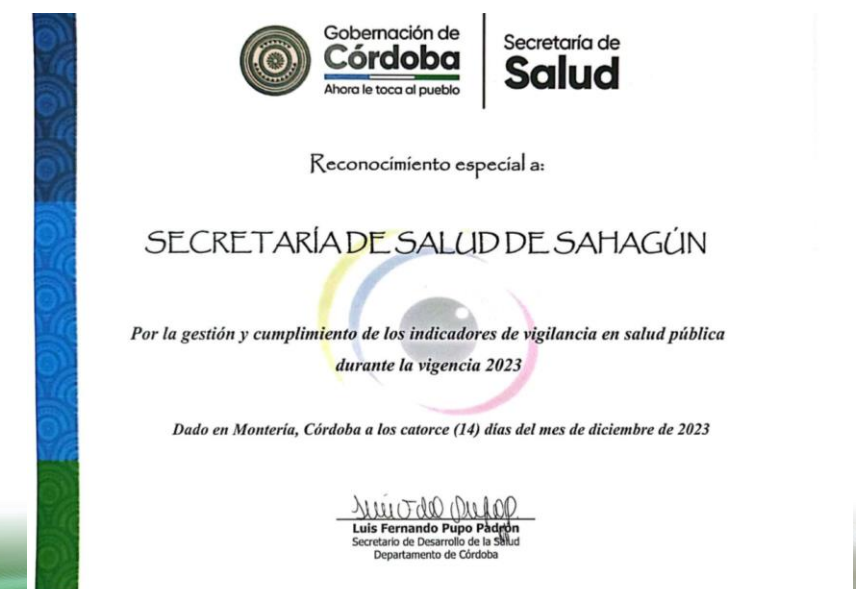 Gobernación de
Córdoba
Ahora le toca al pueblo
Secretaría de
Salud
Reconocimiento especial a:
SECRETARÍA DE SALUD DE SAHAGÚN
Por la gestión y cumplimiento de los indicadores de vigilancia en salud pública
durante la vigencia 2023
Dado en Montería, Córdoba a los catorce (14) días del mes de diciembre de 2023
Luis Fernando Pupo Padrón
Secretario de Desarrollo de la Salud
Departamento de Córdoba